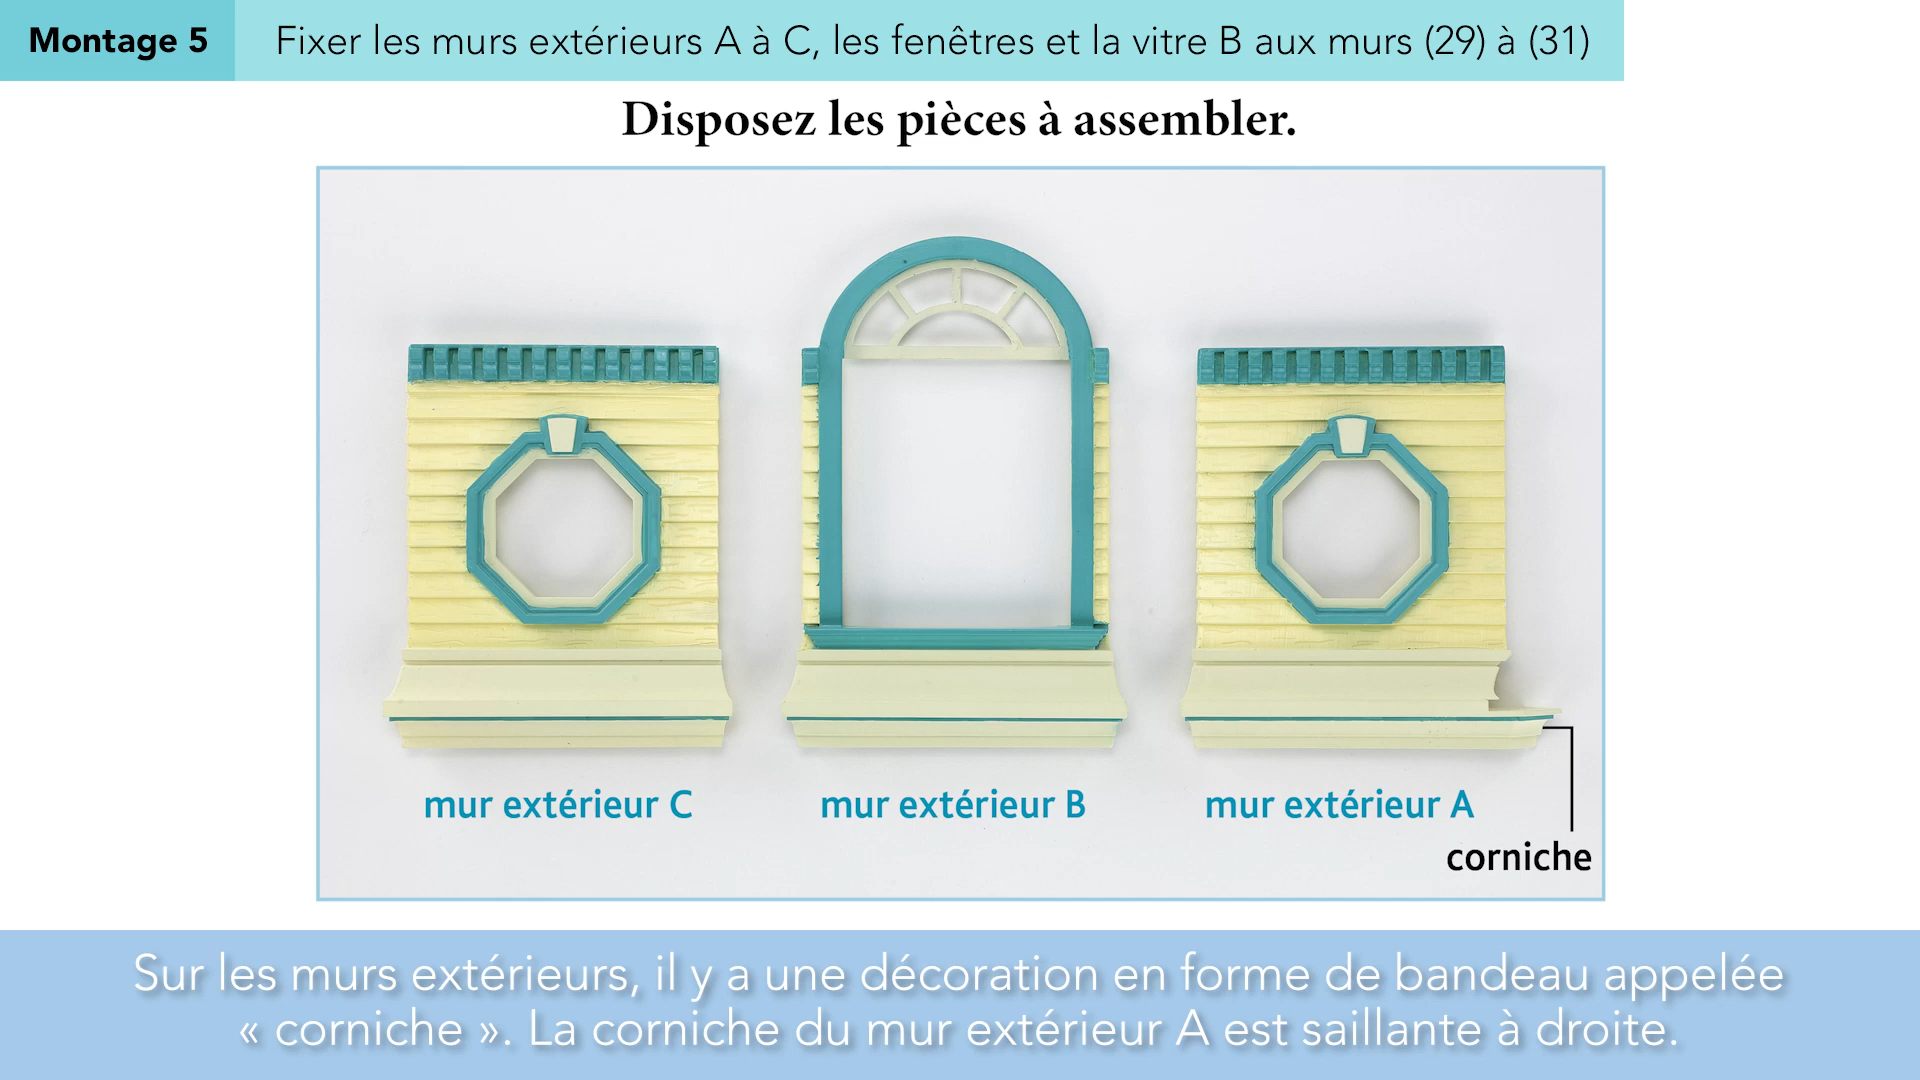 Montage 5
Fixer les murs extérieurs A à C, les fenêtres et la vitre B aux murs (29) à (31)
Disposez les pièces à assembler.
mur extérieur C
mur extérieur B
mur extérieur A
corniche
Sur les murs extérieurs, il y a une décoration en forme de bandeau appelée
« corniche ». La corniche du mur extérieur A est saillante à droite.